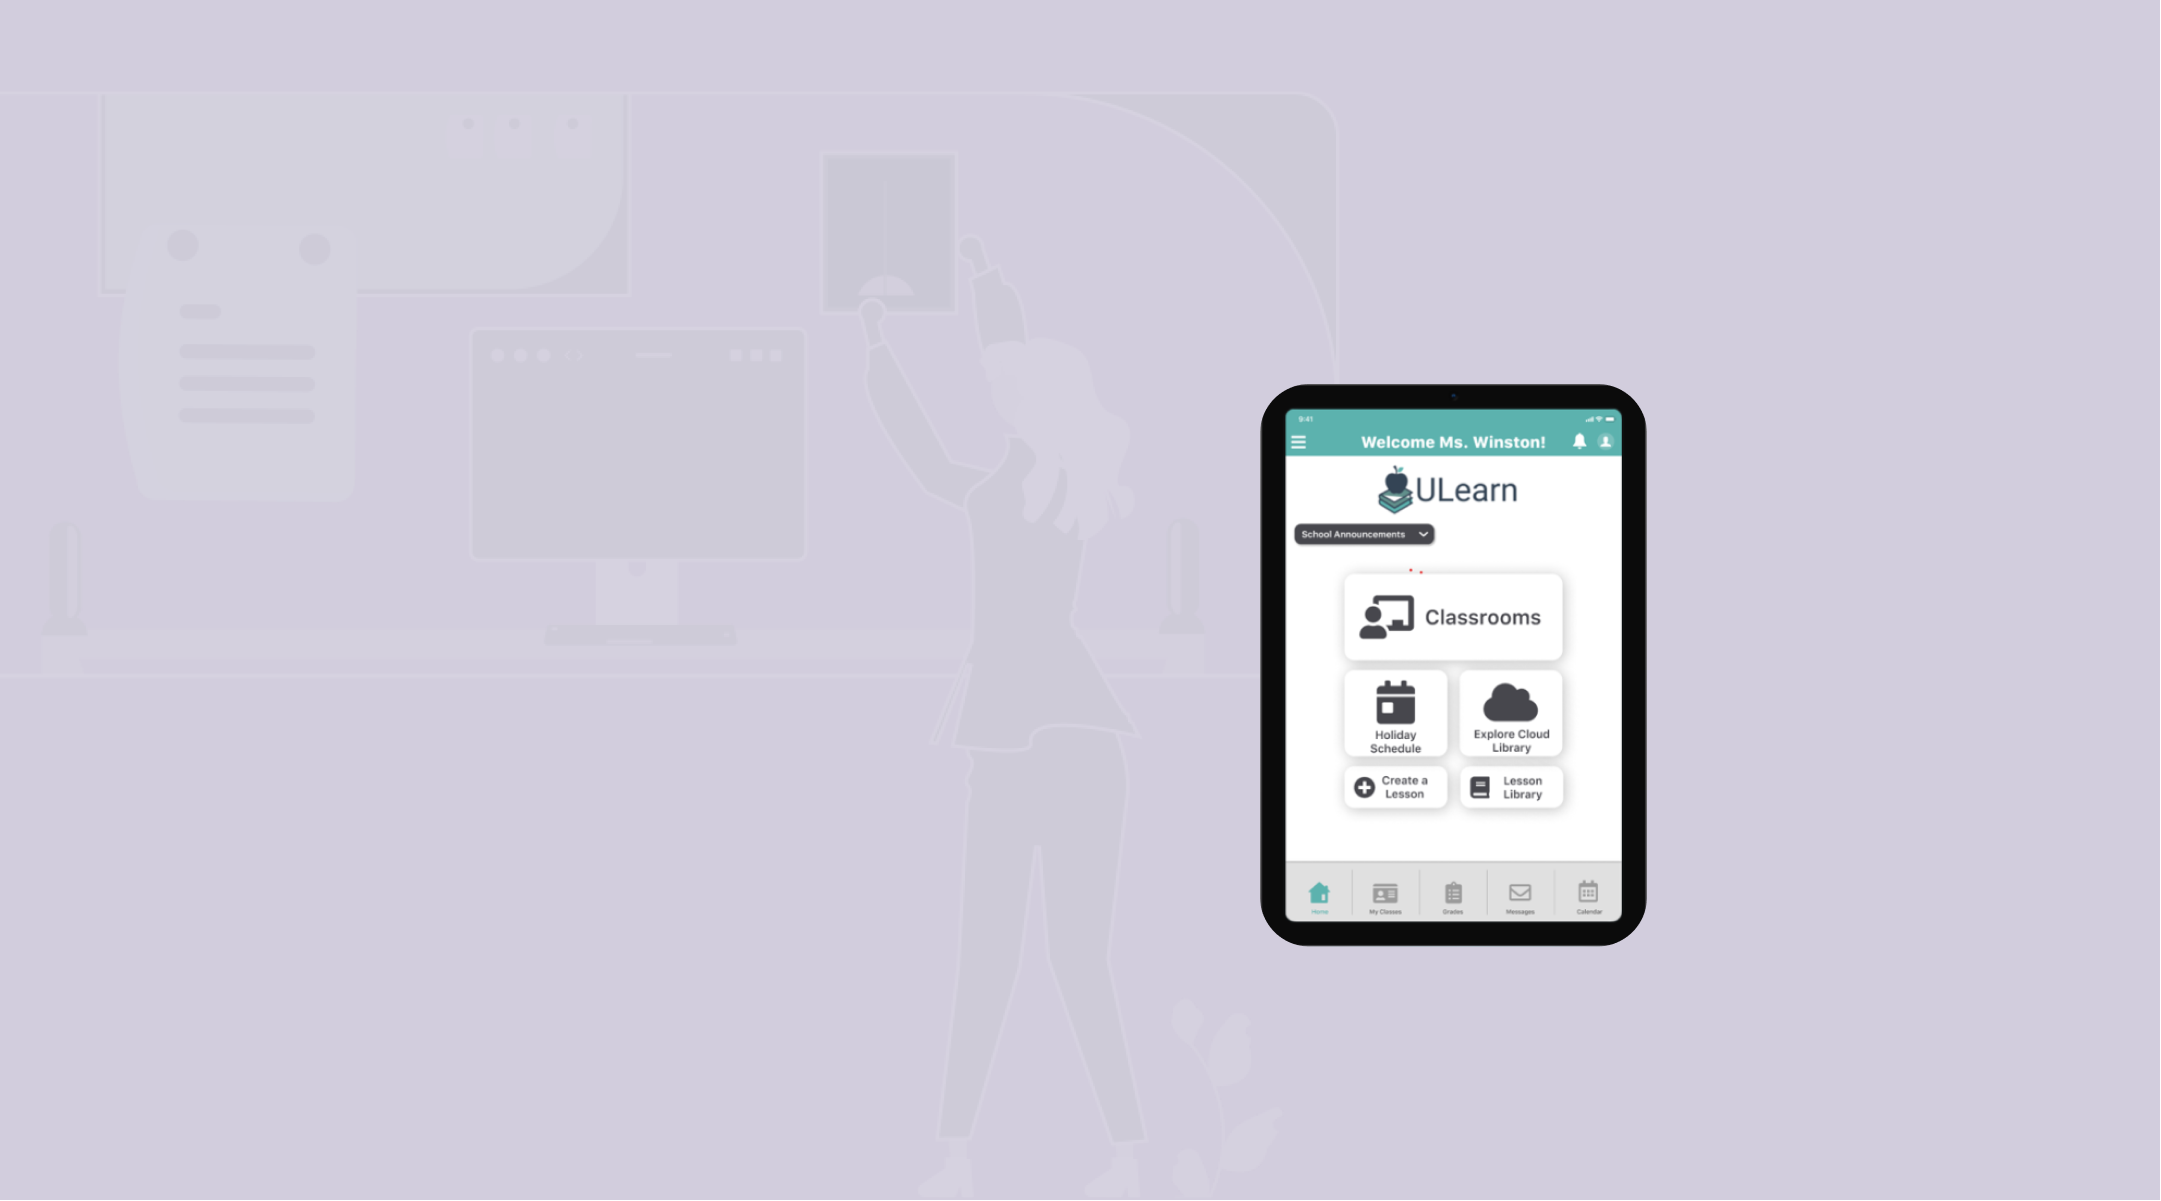 9:41
Welcome Ms. Winston!
ULearn
School Announcements
Classrooms
Holiday
Schedule
Explore Cloud
Library
Create a
Lesson
Lesson
Library
Home
My Classes
Grades
Messages
Calendar